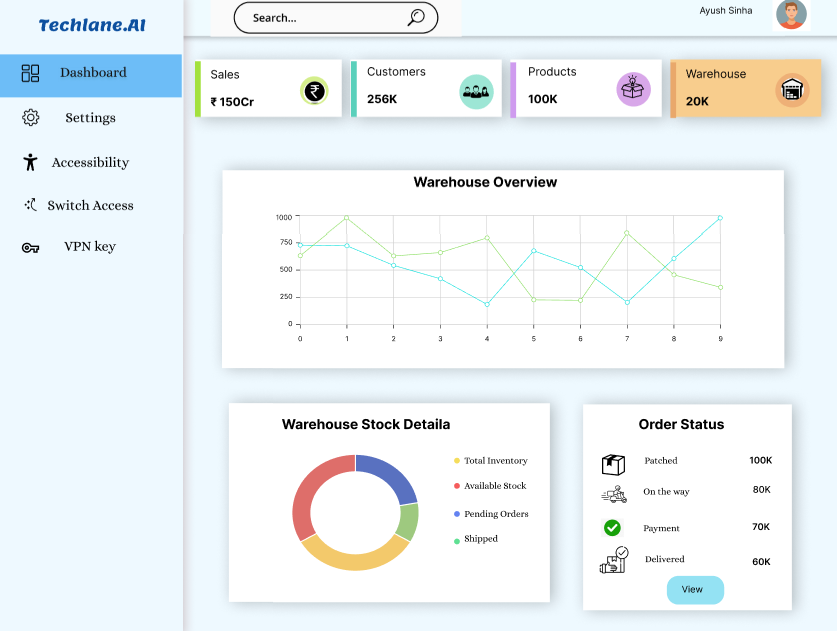 Techlane.AI
Search...
Ayush Sinha
Dashboard
Settings
Accessibility
Switch Access
VPN key
Sales
₹ 150Cr
₹
Customers
256K
Products
100K
Warehouse
20K
Warehouse Overview
1000
750
500
250
0
0 1 2 3 4 5 6 7 8 9
Warehouse Stock Detaila
Total Inventory
Available Stock
Pending Orders
Shipped
Order Status
Patched 100K
On the way 80K
Payment 70K
Delivered 60K
View